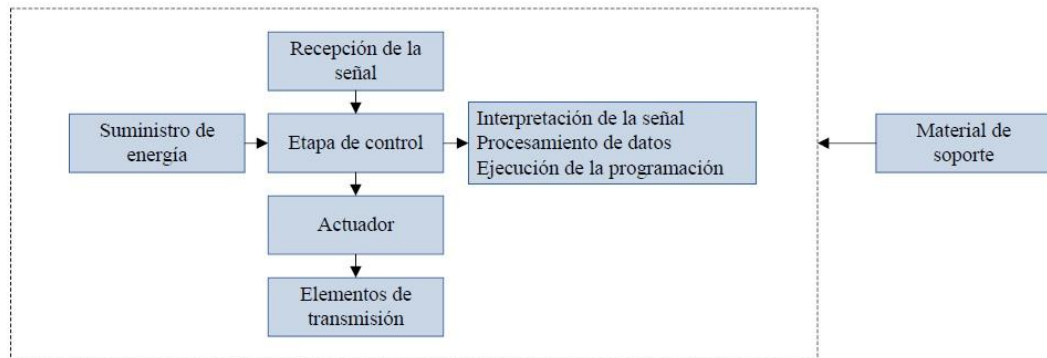 Recepción de la
señal
Suministro de
energía
Etapa de control
Interpretación de la señal
Procesamiento de datos
Ejecución de la programación
Material de
soporte
Actuador
Elementos de
transmisión